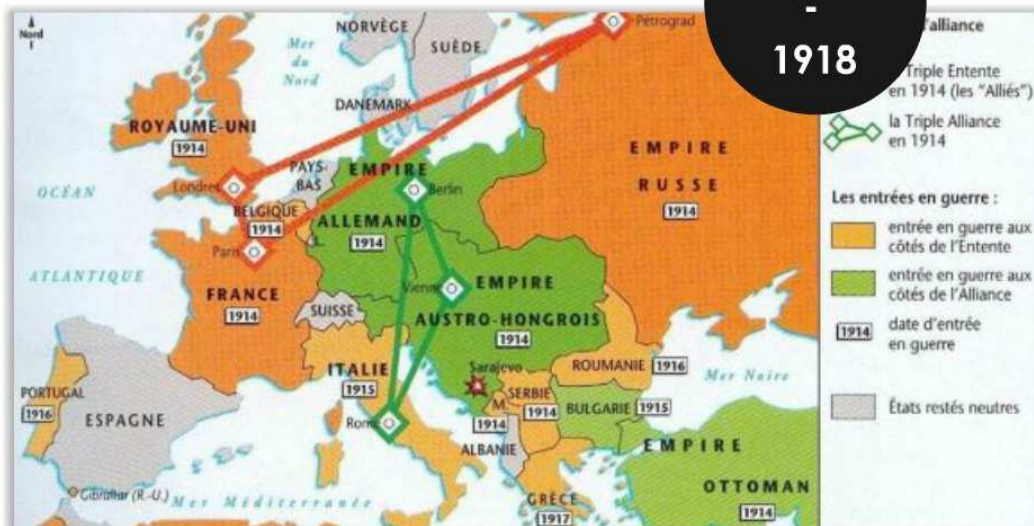 -
1918
Nord
NORVÈGE
SUÈDE
Pétrograd
Mer
du
Nord
DANEMARK
ROYAUME-UNI
1914
PAYS-
BAS
EMPIRE
ALLEMAND
1914
Berlin
Londres
BELGIQUE
1914
OCÉAN
ATLANTIQUE
Paris
FRANCE
1914
EMPIRE
RUSSE
1914
Vienne
EMPIRE
AUSTRO-HONGROIS
1914
SUISSE
ITALIE
1915
Sarajevo
ROUMANIE 1916
Mer Noire
SERBIE
1914
M.
1914
BULGARIE 1915
PORTUGAL
1916
ESPAGNE
Rome
ALBANIE
EMPIRE
OTTOMAN
1914
Gibraltar (R.-U.)
Mer Méditerranée
GRÈCE
1917
'alliance
Triple Entente
en 1914 (les "Alliés")
la Triple Alliance
en 1914
Les entrées en guerre :
entrée en guerre aux
côtés de l'Entente
entrée en guerre aux
côtés de l'Alliance
1914
date d'entrée
en guerre
États restés neutres